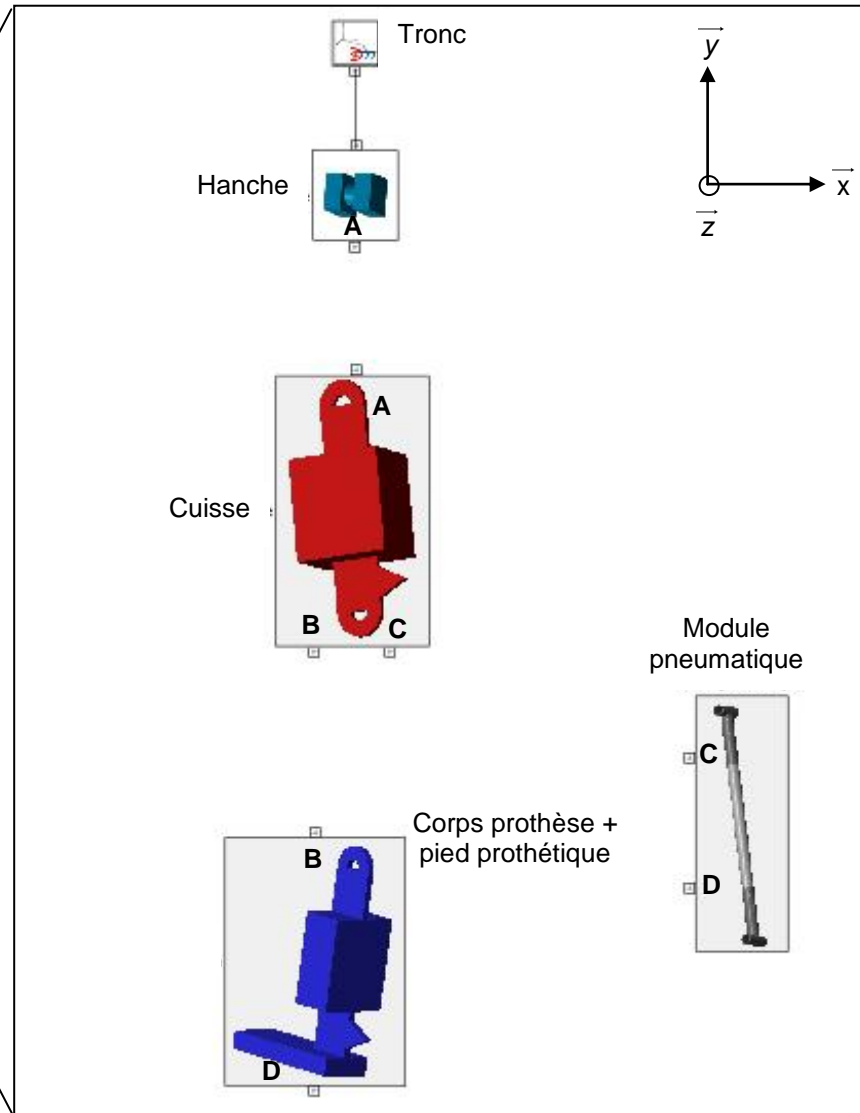 Tronc
y
x
z
Hanche
A
A
Cuisse
B
C
Module
pneumatique
C
D
Corps prothèse +
pied prothétique
B
D